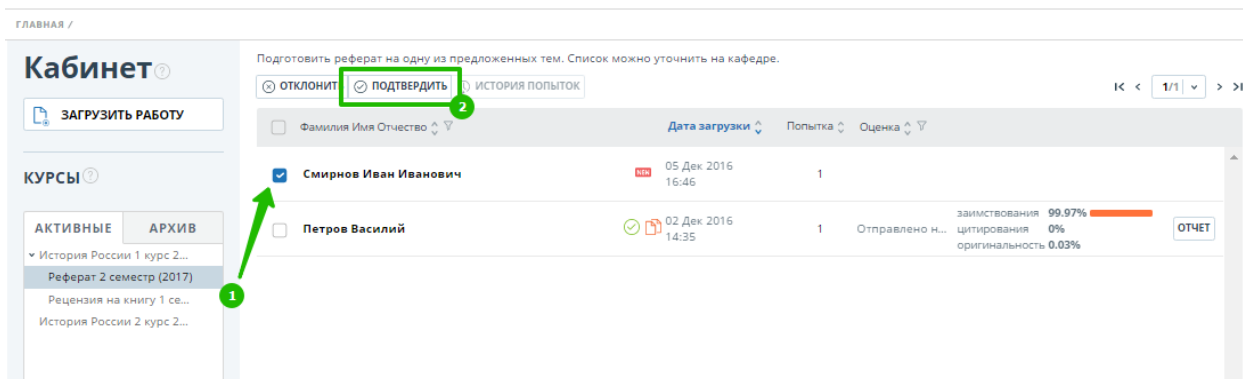 ГЛАВНАЯ /
Кабинет ?
ЗАГРУЗИТЬ РАБОТУ
КУРСЫ ?
АКТИВНЫЕ АРХИВ
История России 1 курс 2...
Реферат 2 семестр (2017)
Рецензия на книгу 1 се...
История России 2 курс 2...
Подготовить реферат на одну из предложенных тем. Список можно уточнить на кафедре.
ОТКЛОНИТЬ ПОДТВЕРДИТЬ ИСТОРИЯ ПОПЫТОК 1/1
2
Фамилия Имя Отчество Дата загрузки Попытка Оценка
Смирнов Иван Иванович NEW 05 Дек 2016 1
16:46
Петров Василий 02 Дек 2016 1 Отправлено н...
14:35
заимствования 99.97%
цитирования 0%
оригинальность 0.03%
ОТЧЕТ
1